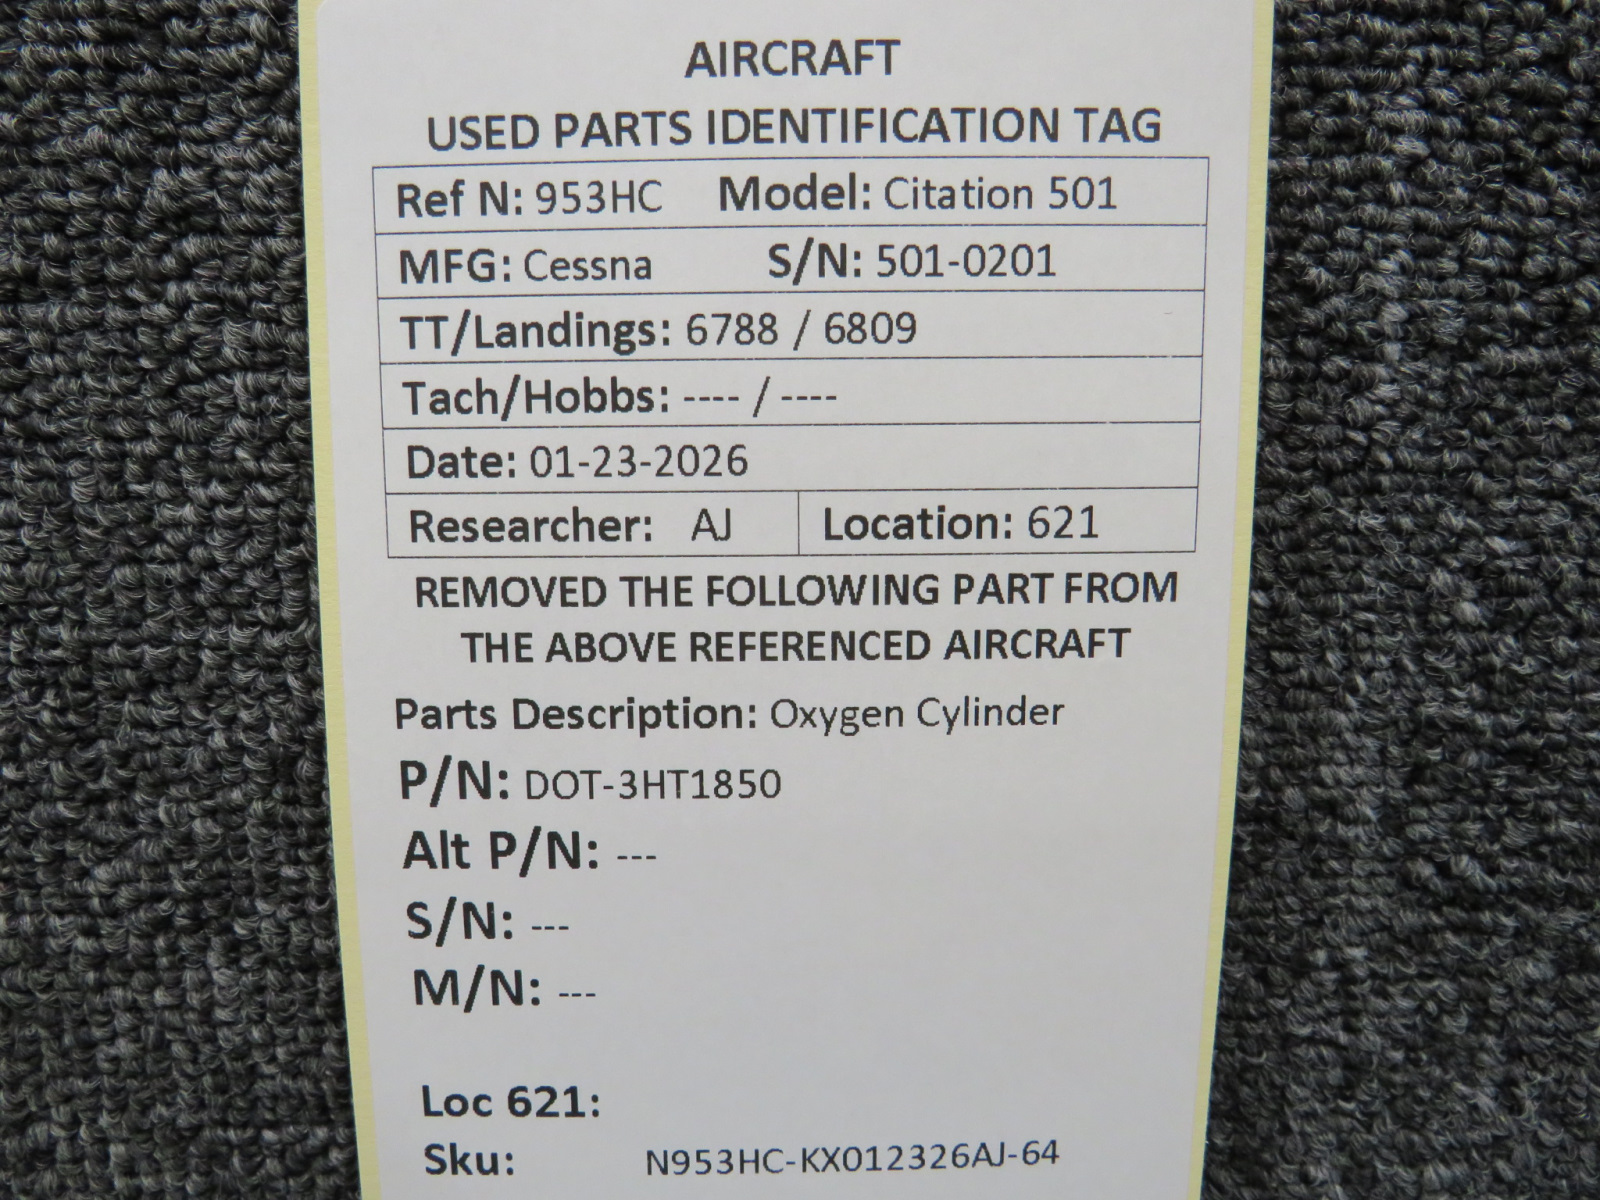 AIRCRAFT
USED PARTS IDENTIFICATION TAG
Ref N: 953HC Model: Citation 501
MFG: Cessna S/N: 501-0201
TT/Landings: 6788 / 6809
Tach/Hobbs: ---- / ----
Date: 01-23-2026
Researcher: AJ Location: 621
REMOVED THE FOLLOWING PART FROM
THE ABOVE REFERENCED AIRCRAFT
Parts Description: Oxygen Cylinder
P/N: DOT-3HT1850
Alt P/N: ---
S/N: ---
M/N: ---
Loc 621:
Sku: N953HC-KX012326AJ-64